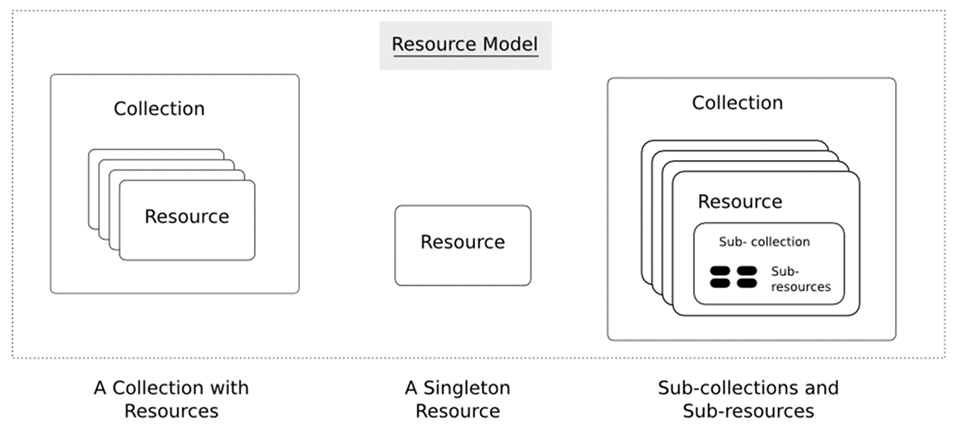 Resource Model
Collection
Resource
A Collection with
Resources
Resource
A Singleton
Resource
Collection
Resource
Sub- collection
Sub-
resources
Sub-collections and
Sub-resources